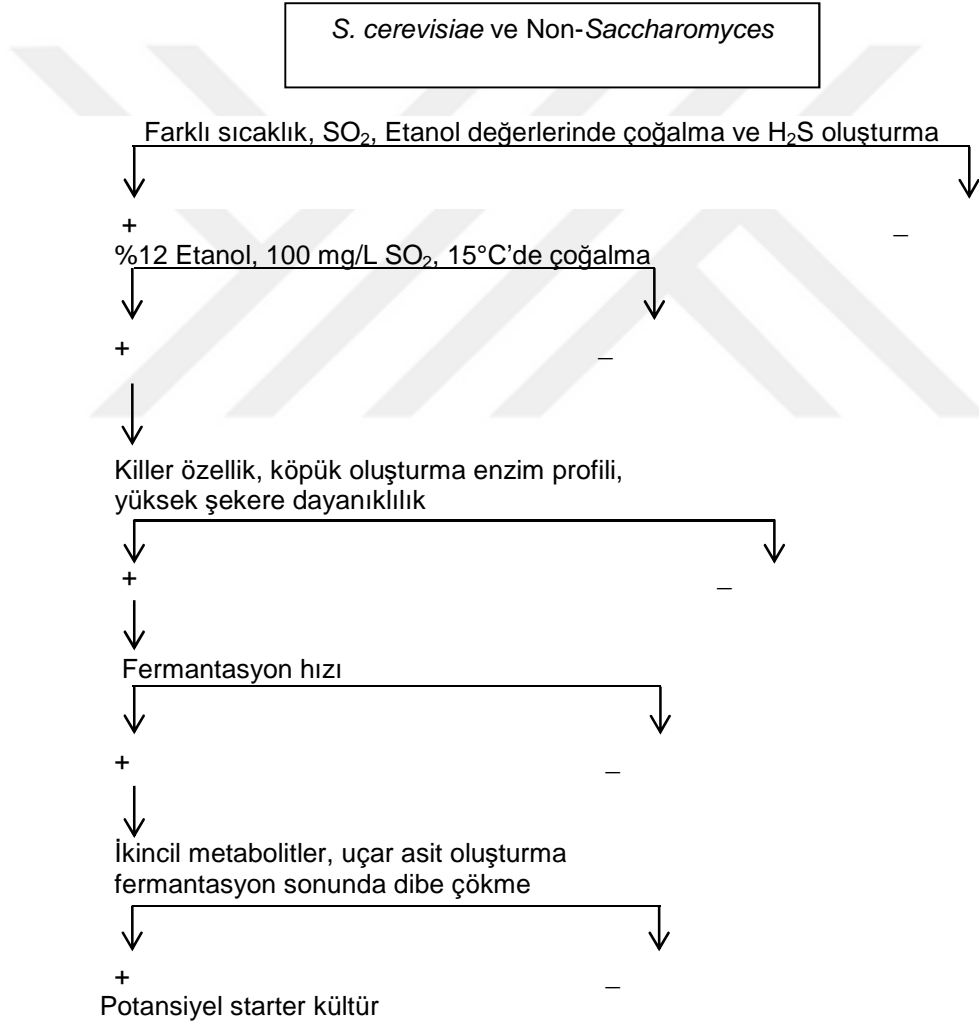 S. cerevisiae ve Non-Saccharomyces
Farklı sıcaklık, SO₂, Etanol değerlerinde çoğalma ve H₂S oluşturma
+ _
%12 Etanol, 100 mg/L SO₂, 15°C’de çoğalma
+ _
Killer özellik, köpük oluşturma enzim profili,
yüksek şekere dayanıklılık
+ _
Fermantasyon hızı
+ _
İkincil metabolitler, uçar asit oluşturma
fermantasyon sonunda dibe çökme
+ _
Potansiyel starter kültür